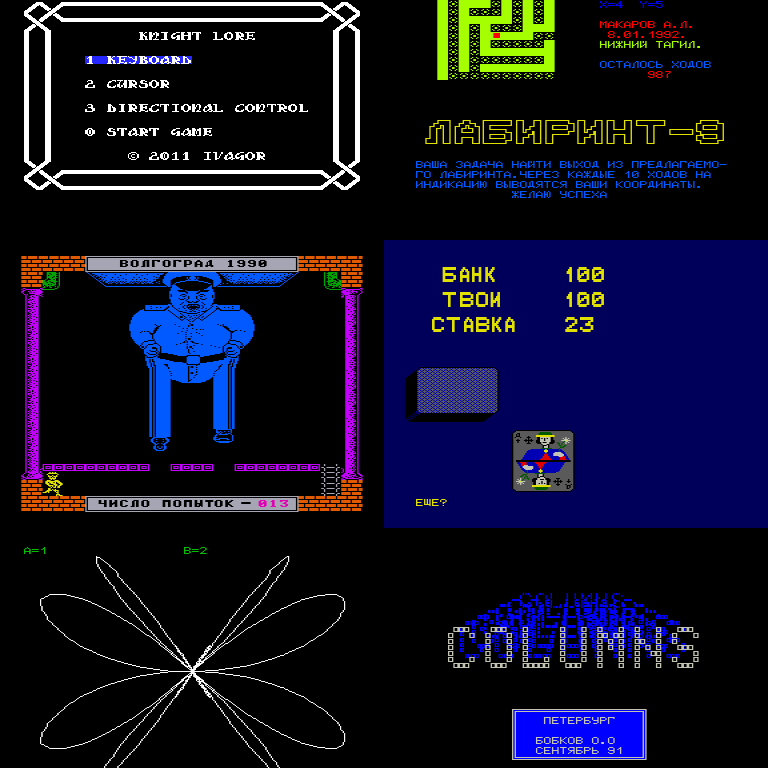 KNIGHT LORE
1 KEYBOARD
2 CURSOR
3 DIRECTIONAL CONTROL
0 START GAME
© 2011 IVAGOR
X=4 Y=5
МАКАРОВ А.Л.
8.01.1992.
НИЖНИЙ ТАГИЛ.
ОСТАЛОСЬ ХОДОВ
987
ЛАБИРИНТ-9
ВАША ЗАДАЧА НАЙТИ ВЫХОД ИЗ ПРЕДЛАГАЕМО-
ГО ЛАБИРИНТА.ЧЕРЕЗ КАЖДЫЕ 10 ХОДОВ НА
ИНДИКАЦИЮ ВЫВОДЯТСЯ ВАШИ КООРДИНАТЫ.
ЖЕЛАЮ УСПЕХА
ВОЛГОГРАД 1990
ЧИСЛО ПОПЫТОК - 013
БАНК 100
ТВОИ 100
СТАВКА 23
ЕЩЕ?
A=1 B=2
COLUMNS
ПЕТЕРБУРГ
БОБКОВ О.О
СЕНТЯБРЬ 91